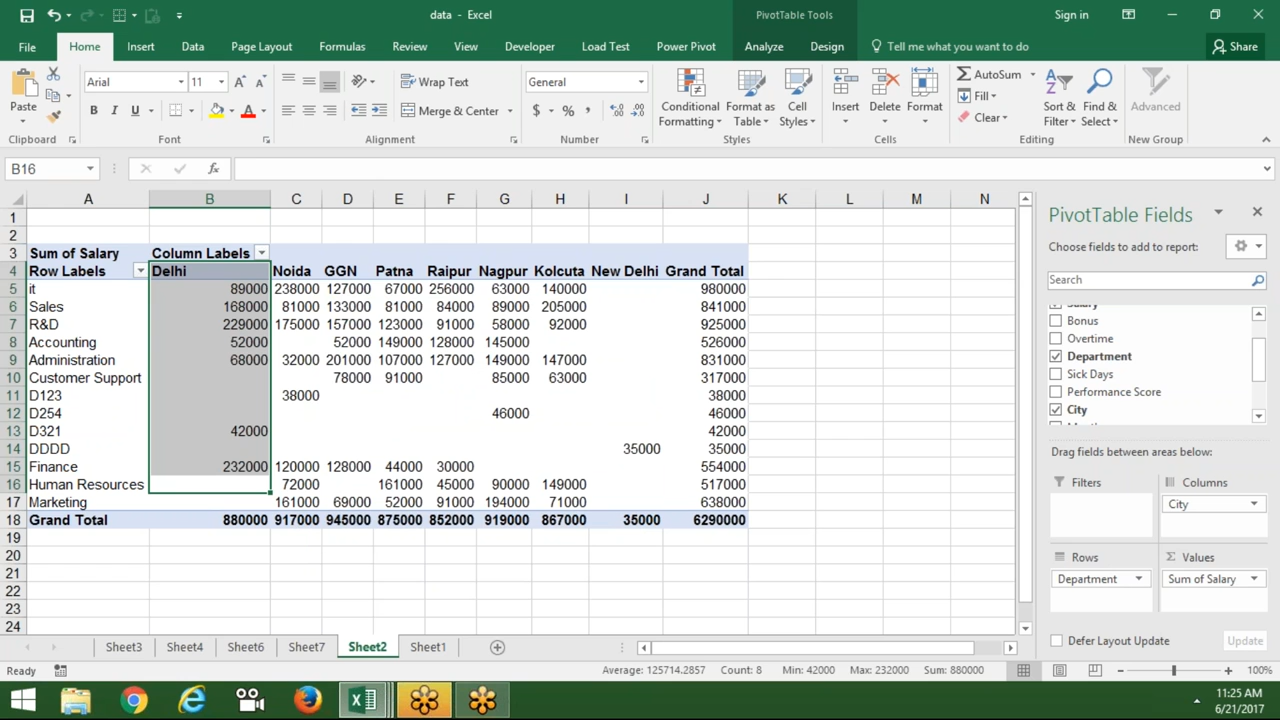 data - Excel
PivotTable Tools
Sign in
File Home Insert Data Page Layout Formulas Review View Developer Load Test Power Pivot Analyze Design Tell me what you want to do Share
Paste
Arial 11
Wrap Text
General
Conditional Formatting
Format as Table
Cell Styles
Insert
Delete
Format
AutoSum
Fill
Clear
Sort & Filter
Find & Select
Advanced
B I U
Merge & Center
$ % ,
Clipboard Font Alignment Number Styles Cells Editing New Group
B16
fx
A B C D E F G H I J K L M N
1
2
3 Sum of Salary Column Labels
4 Row Labels Delhi Noida GGN Patna Raipur Nagpur Kolcuta New Delhi Grand Total
5 it 89000 238000 127000 67000 256000 63000 140000 980000
6 Sales 168000 81000 133000 81000 84000 89000 205000 841000
7 R&D 229000 175000 157000 123000 91000 58000 92000 925000
8 Accounting 52000 52000 149000 128000 145000 526000
9 Administration 68000 32000 201000 107000 127000 149000 147000 831000
10 Customer Support 78000 91000 85000 63000 317000
11 D123 38000 38000
12 D254 46000 46000
13 D321 42000 42000
14 DDDD 35000 35000
15 Finance 232000 120000 128000 44000 30000 554000
16 Human Resources 72000 161000 45000 90000 149000 517000
17 Marketing 161000 69000 52000 91000 194000 71000 638000
18 Grand Total 880000 917000 945000 875000 852000 919000 867000 35000 6290000
19
20
21
22
23
24
PivotTable Fields
Choose fields to add to report:
Search
Salary
Bonus
Overtime
Department
Sick Days
Performance Score
City
Drag fields between areas below:
Filters Columns
City
Rows Σ Values
Department Sum of Salary
Defer Layout Update Update
Sheet3 Sheet4 Sheet6 Sheet7 Sheet2 Sheet1
Ready Average: 125714.2857 Count: 8 Min: 42000 Max: 232000 Sum: 880000 100%
11:25 AM
6/21/2017